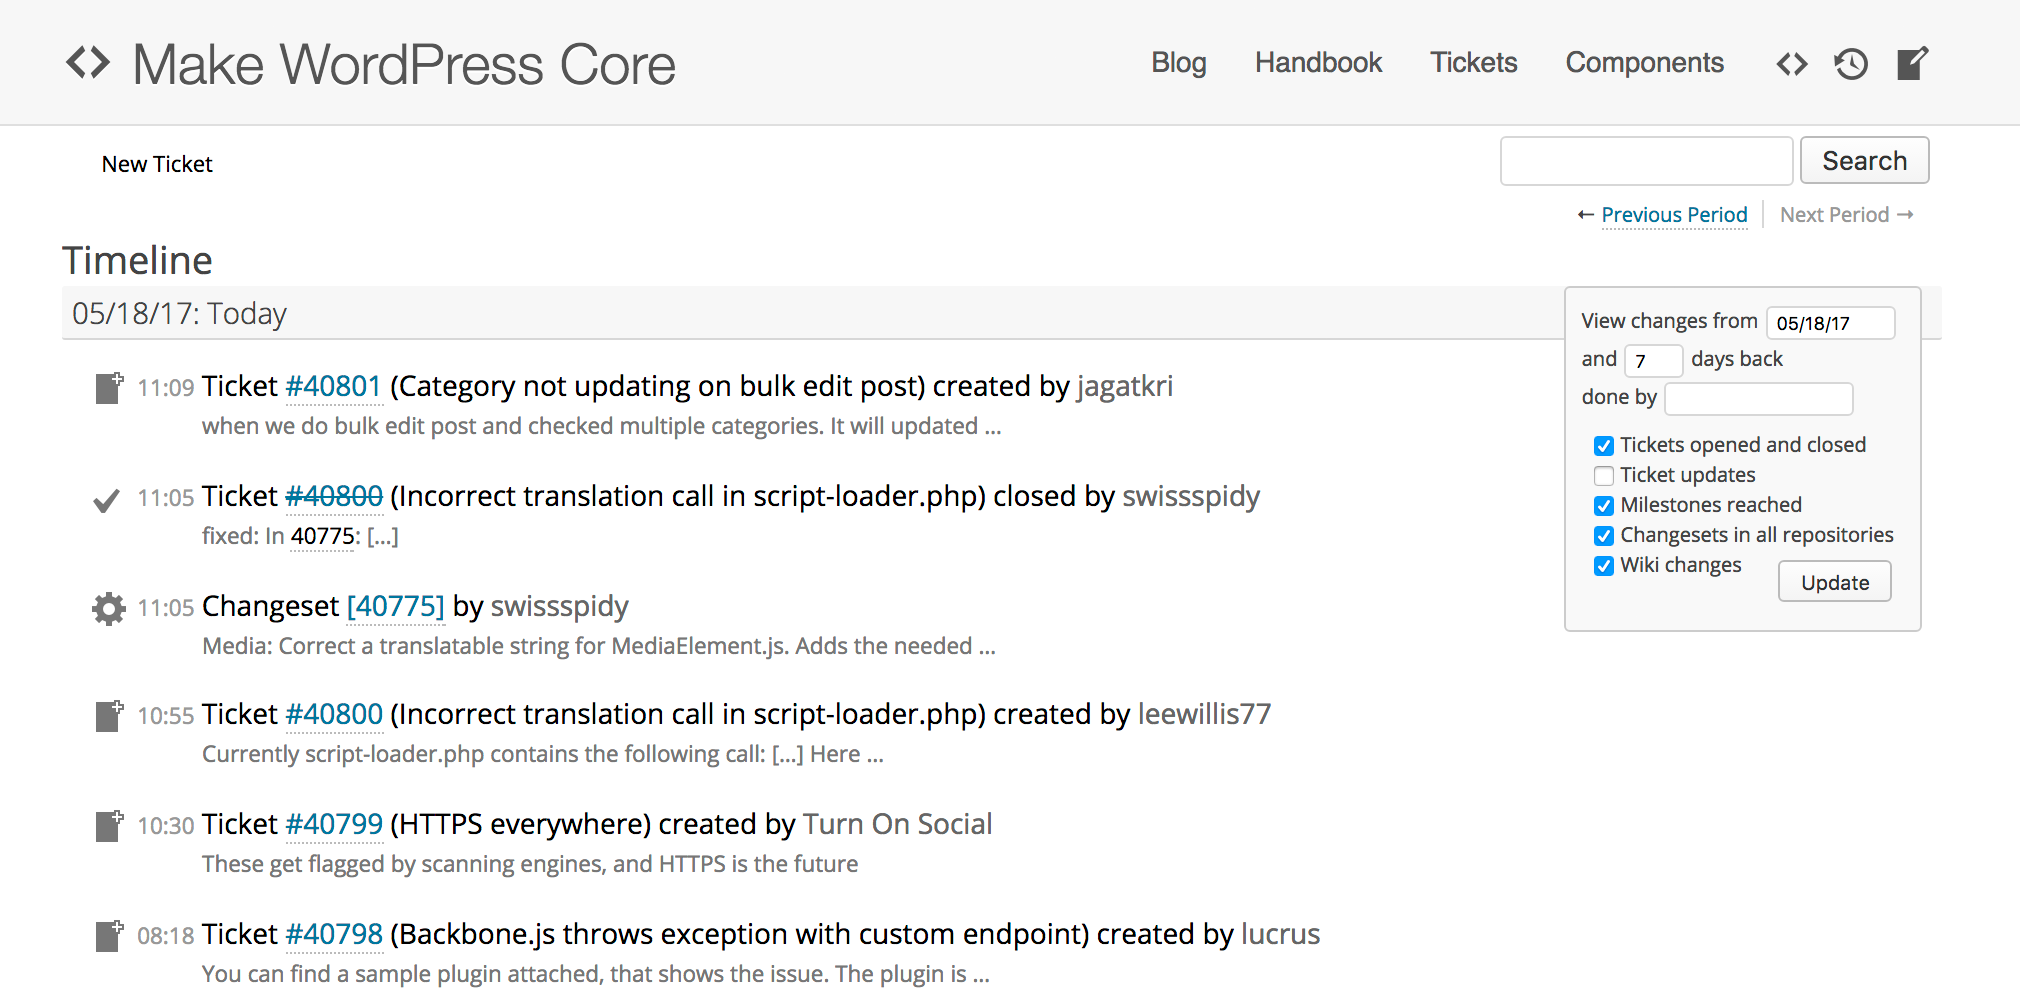 Make WordPress Core
Blog Handbook Tickets Components
New Ticket
Search
← Previous Period Next Period →
Timeline
05/18/17: Today
11:09 Ticket #40801 (Category not updating on bulk edit post) created by jagatkri
when we do bulk edit post and checked multiple categories. It will updated ...
11:05 Ticket #40800 (Incorrect translation call in script-loader.php) closed by swissspidy
fixed: In 40775: [...]
11:05 Changeset [40775] by swissspidy
Media: Correct a translatable string for MediaElement.js. Adds the needed ...
10:55 Ticket #40800 (Incorrect translation call in script-loader.php) created by leewillis77
Currently script-loader.php contains the following call: [...] Here ...
10:30 Ticket #40799 (HTTPS everywhere) created by Turn On Social
These get flagged by scanning engines, and HTTPS is the future
08:18 Ticket #40798 (Backbone.js throws exception with custom endpoint) created by lucrus
You can find a sample plugin attached, that shows the issue. The plugin is ...
View changes from 05/18/17
and 7 days back
done by
Tickets opened and closed
Ticket updates
Milestones reached
Changesets in all repositories
Wiki changes
Update